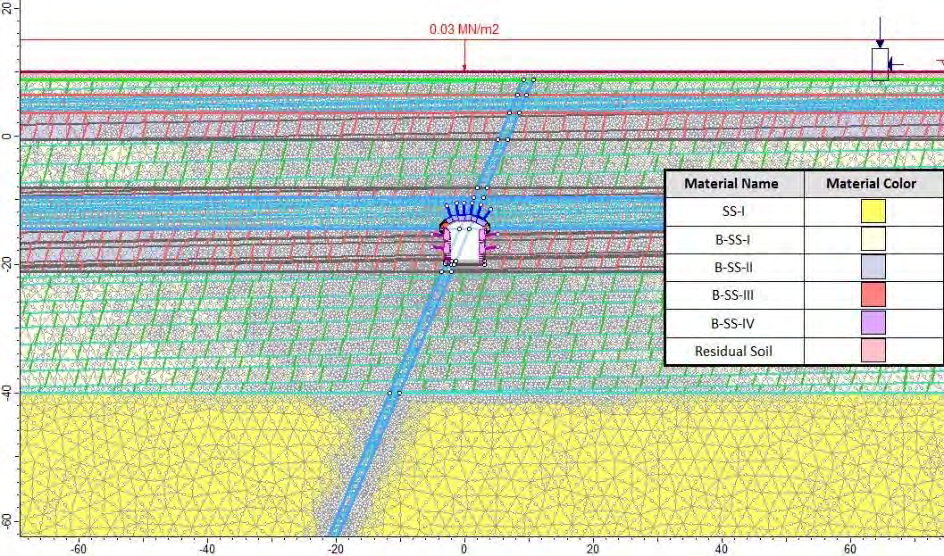 20
0.03 MN/m2
0
Material Name Material Color
SS-I
B-SS-I
B-SS-II
B-SS-III
B-SS-IV
Residual Soil
-20
-40
-60
-60 -40 -20 0 20 40 60